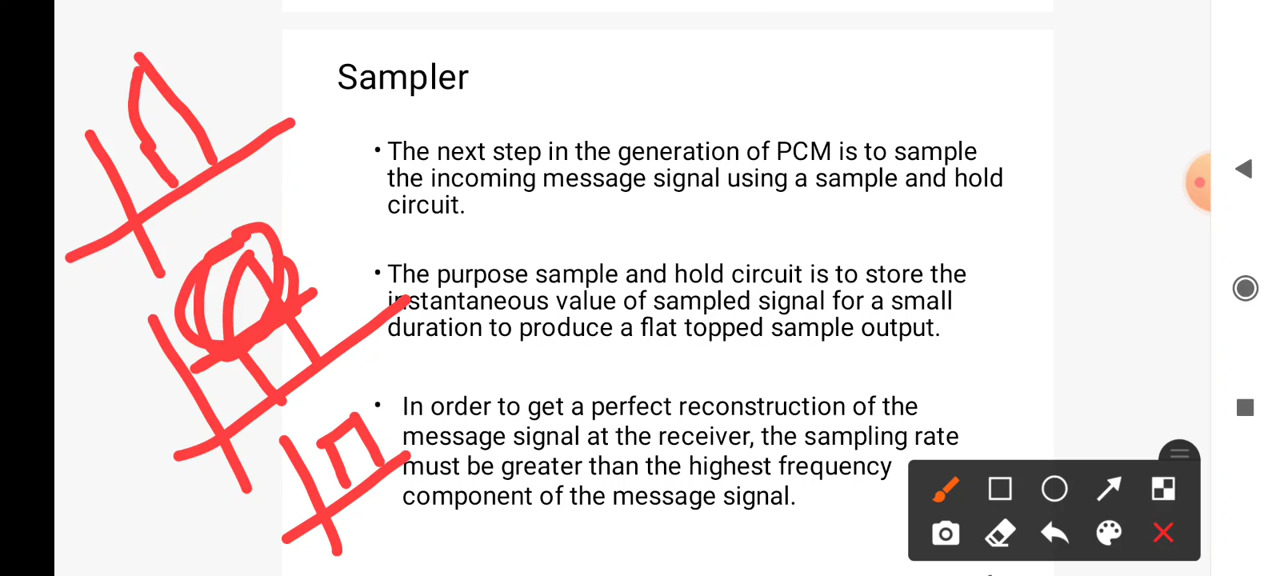 Sampler
• The next step in the generation of PCM is to sample
the incoming message signal using a sample and hold
circuit.
• The purpose sample and hold circuit is to store the
instantaneous value of sampled signal for a small
duration to produce a flat topped sample output.
• In order to get a perfect reconstruction of the
message signal at the receiver, the sampling rate
must be greater than the highest frequency
component of the message signal.